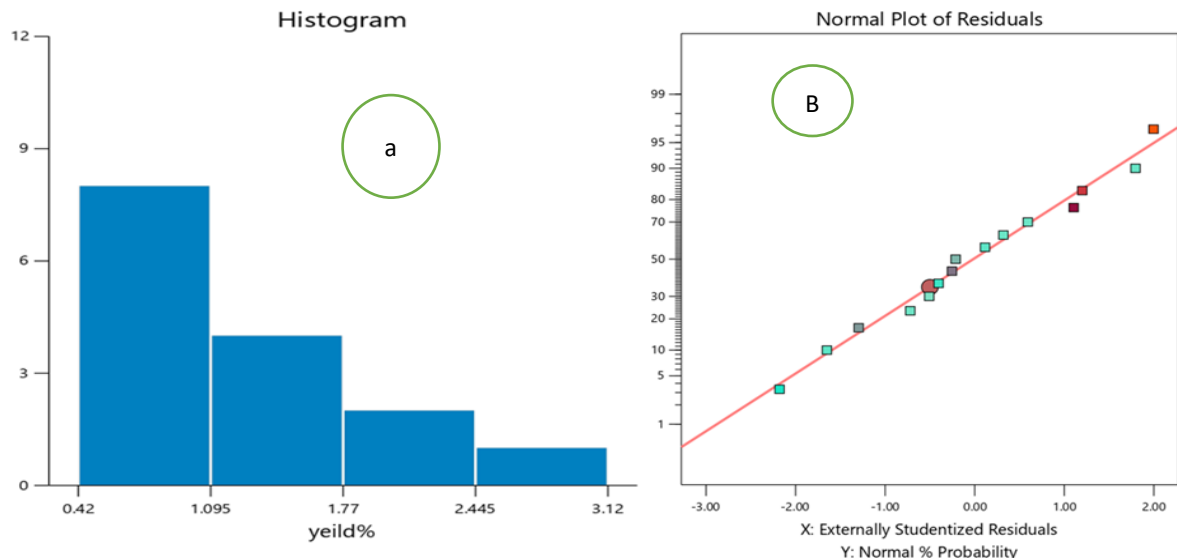 Histogram
12
9
6
3
0
0.42 1.095 1.77 2.445 3.12
yeild%
a
Normal Plot of Residuals
B
99
95
90
80
70
50
30
20
10
5
1
-3.00 -2.00 -1.00 0.00 1.00 2.00
X: Externally Studentized Residuals
Y: Normal % Probability